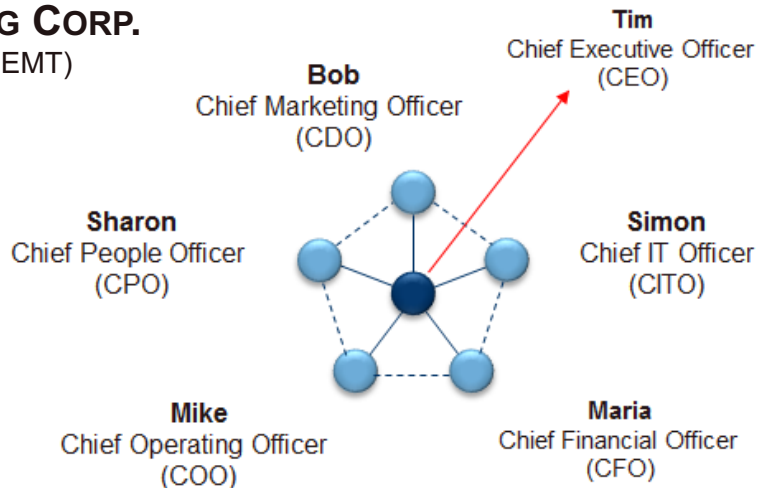 G CORP.
EMT)
Tim
Chief Executive Officer
(CEO)
Bob
Chief Marketing Officer
(CDO)
Sharon
Chief People Officer
(CPO)
Simon
Chief IT Officer
(CITO)
Mike
Chief Operating Officer
(COO)
Maria
Chief Financial Officer
(CFO)